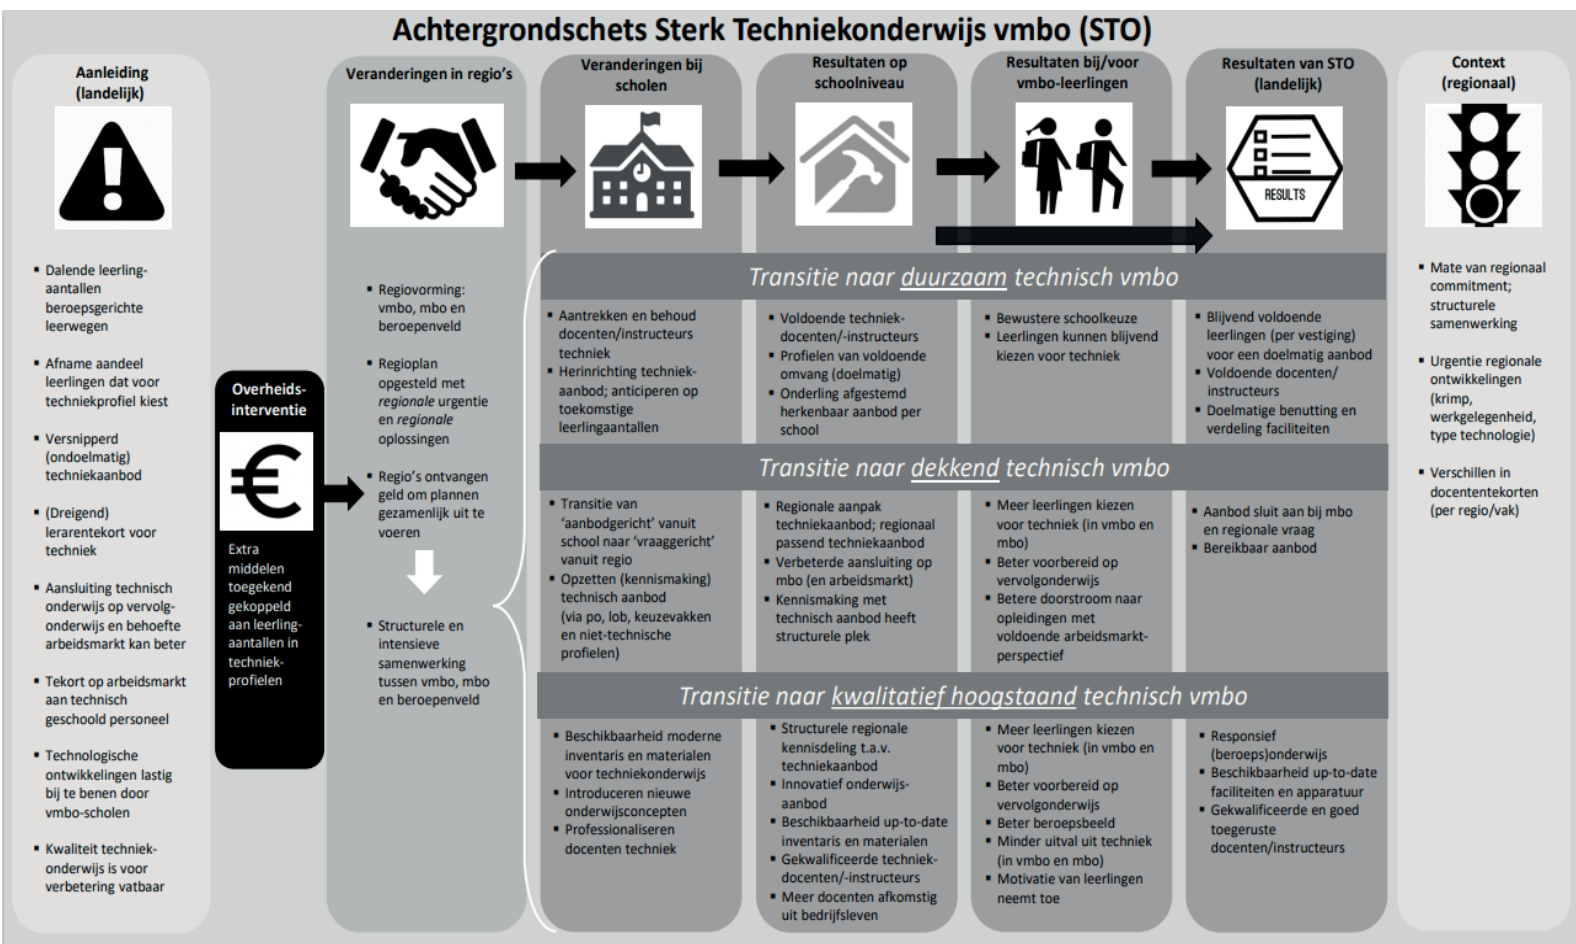 Achtergrondschets Sterk Techniekonderwijs vmbo (STO)
Aanleiding
(landelijk)
▪ Dalende leerling-
aantallen
beroepsgerichte
leerwegen
▪ Afname aandeel
leerlingen dat voor
techniekprofiel kiest
▪ Versnipperd
(ondoelmatig)
techniekaanbod
▪ (Dreigend)
lerarentekort voor
techniek
▪ Aansluiting technisch
onderwijs op vervolg-
onderwijs en behoefte
arbeidsmarkt kan beter
▪ Tekort op arbeidsmarkt
aan technisch
geschoold personeel
▪ Technologische
ontwikkelingen lastig
bij te benen door
vmbo-scholen
▪ Kwaliteit techniek-
onderwijs is voor
verbetering vatbaar
Overheids-
interventie
€
Extra
middelen
toegekend
gekoppeld
aan leerling-
aantallen in
techniek-
profielen
Veranderingen in regio's
▪ Regiovorming:
vmbo, mbo en
beroepenveld
▪ Regioplan
opgesteld met
regionale urgentie
en regionale
oplossingen
▪ Regio's ontvangen
geld om plannen
gezamenlijk uit te
voeren
▪ Structurele en
intensieve
samenwerking
tussen vmbo, mbo
en beroepenveld
Veranderingen bij
scholen
Resultaten op
schoolniveau
Resultaten bij/voor
vmbo-leerlingen
Resultaten van STO
(landelijk)
RESULTS
Transitie naar duurzaam technisch vmbo
▪ Aantrekken en behoud
docenten/instructeurs
techniek
▪ Herinrichting techniek-
aanbod; anticiperen op
toekomstige
leerlingaantallen
▪ Voldoende techniek-
docenten/-instructeurs
▪ Profielen van voldoende
omvang (doelmatig)
▪ Onderling afgestemd
herkenbaar aanbod per
school
▪ Bewustere schoolkeuze
▪ Leerlingen kunnen blijvend
kiezen voor techniek
▪ Blijvend voldoende
leerlingen (per vestiging)
voor een doelmatig aanbod
▪ Voldoende docenten/
instructeurs
▪ Doelmatige benutting en
verdeling faciliteiten
Transitie naar dekkend technisch vmbo
▪ Transitie van
'aanbodgericht' vanuit
school naar 'vraaggericht'
vanuit regio
▪ Opzetten (kennismaking)
technisch aanbod
(via po, lob, keuzevakken
en niet-technische
profielen)
▪ Regionale aanpak
techniekaanbod; regionaal
passend techniekaanbod
▪ Verbeterde aansluiting op
mbo (en arbeidsmarkt)
▪ Kennismaking met
technisch aanbod heeft
structurele plek
▪ Meer leerlingen kiezen
voor techniek (in vmbo en
mbo)
▪ Beter voorbereid op
vervolgonderwijs
▪ Betere doorstroom naar
opleidingen met
voldoende arbeidsmarkt-
perspectief
▪ Aanbod sluit aan bij mbo
en regionale vraag
▪ Bereikbaar aanbod
Transitie naar kwalitatief hoogstaand technisch vmbo
▪ Beschikbaarheid moderne
inventaris en materialen
voor techniekonderwijs
▪ Introduceren nieuwe
onderwijsconcepten
▪ Professionaliseren
docenten techniek
▪ Structurele regionale
kennisdeling t.a.v.
techniekaanbod
▪ Innovatief onderwijs-
aanbod
▪ Beschikbaarheid up-to-date
inventaris en materialen
▪ Gekwalificeerde techniek-
docenten/-instructeurs
▪ Meer docenten afkomstig
uit bedrijfsleven
▪ Meer leerlingen kiezen
voor techniek (in vmbo en
mbo)
▪ Beter voorbereid op
vervolgonderwijs
▪ Beter beroepsbeeld
▪ Minder uitval uit techniek
(in vmbo en mbo)
▪ Motivatie van leerlingen
neemt toe
▪ Responsief
(beroeps)onderwijs
▪ Beschikbaarheid up-to-date
faciliteiten en apparatuur
▪ Gekwalificeerde en goed
toegeruste
docenten/instructeurs
Context
(regionaal)
▪ Mate van regionaal
commitment;
structurele
samenwerking
▪ Urgentie regionale
ontwikkelingen
(krimp,
werkgelegenheid,
type technologie)
▪ Verschillen in
docententekorten
(per regio/vak)